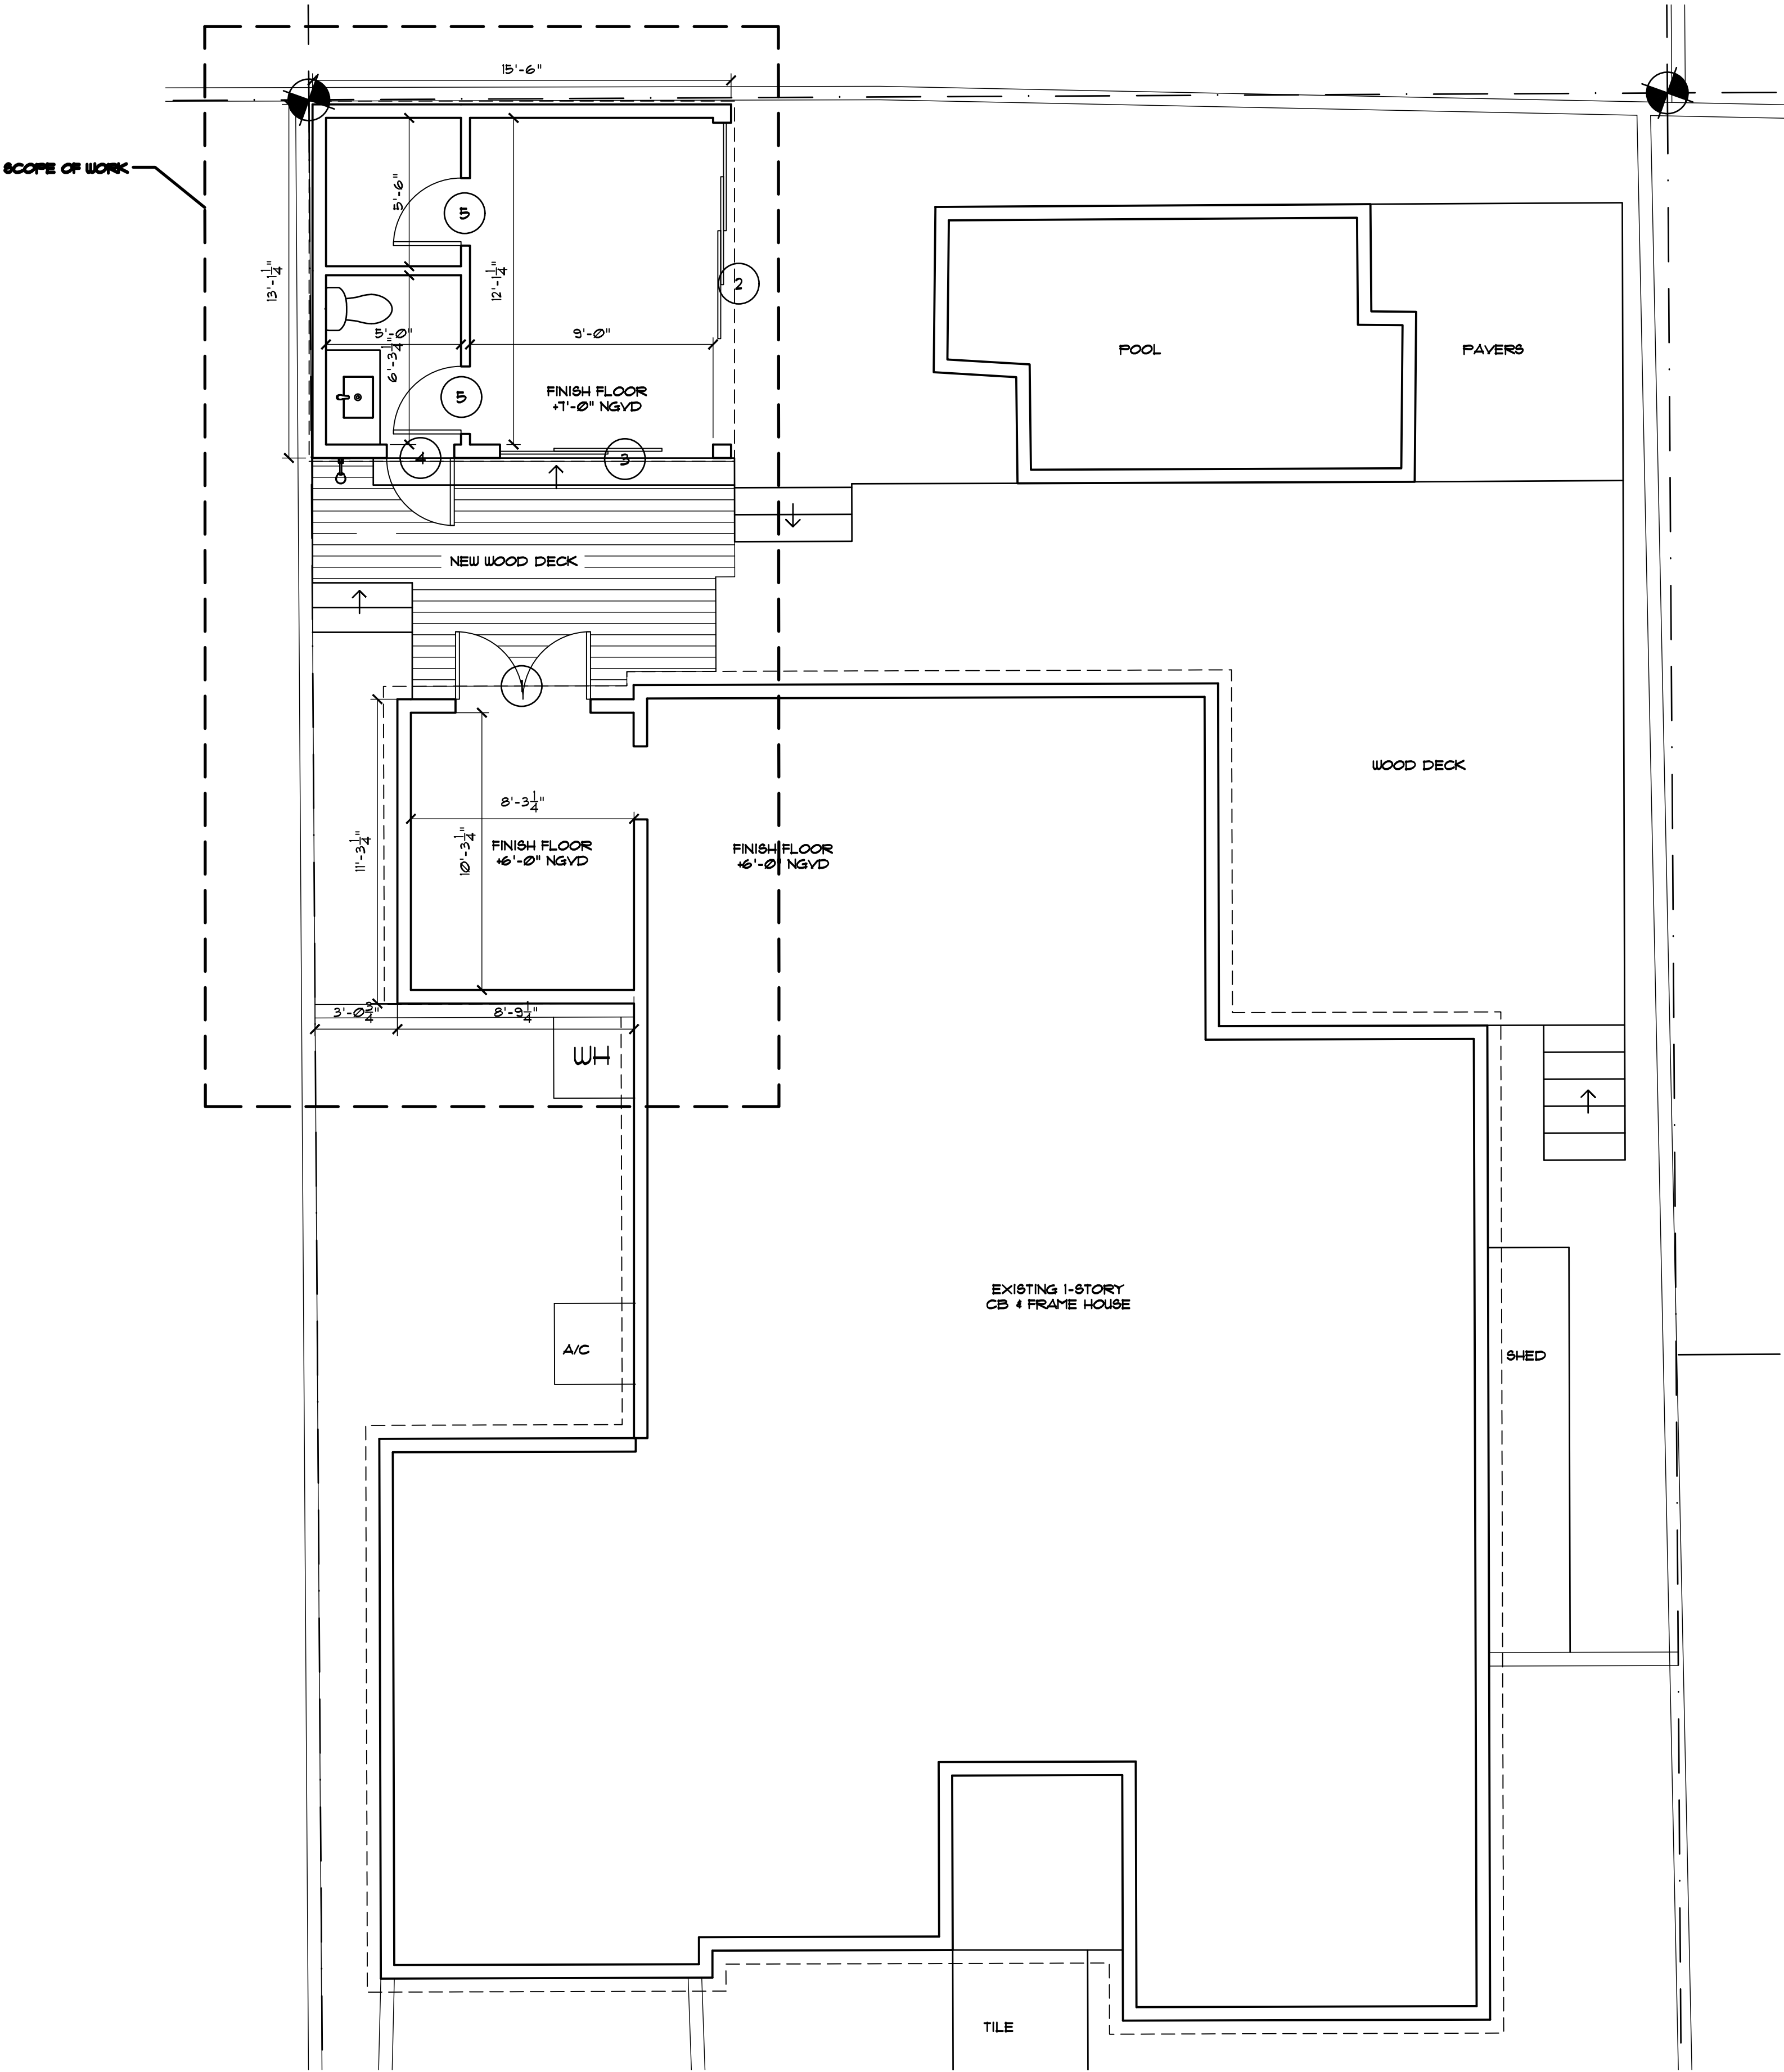 15'-6"
SCOPE OF WORK
5'-6"
5
13'-1 1/4"
12'-1 1/4"
2
5'-0"
9'-0"
6'-3 1/4"
POOL
PAVERS
5
FINISH FLOOR
+7'-0" NGVD
4
3
NEW WOOD DECK
1
WOOD DECK
8'-3 1/4"
11'-3 1/4"
10'-3 1/4"
FINISH FLOOR
+6'-0" NGVD
FINISH FLOOR
+6'-0" NGVD
3'-0 3/4"
8'-9 1/4"
WH
EXISTING 1-STORY
CB & FRAME HOUSE
A/C
SHED
TILE